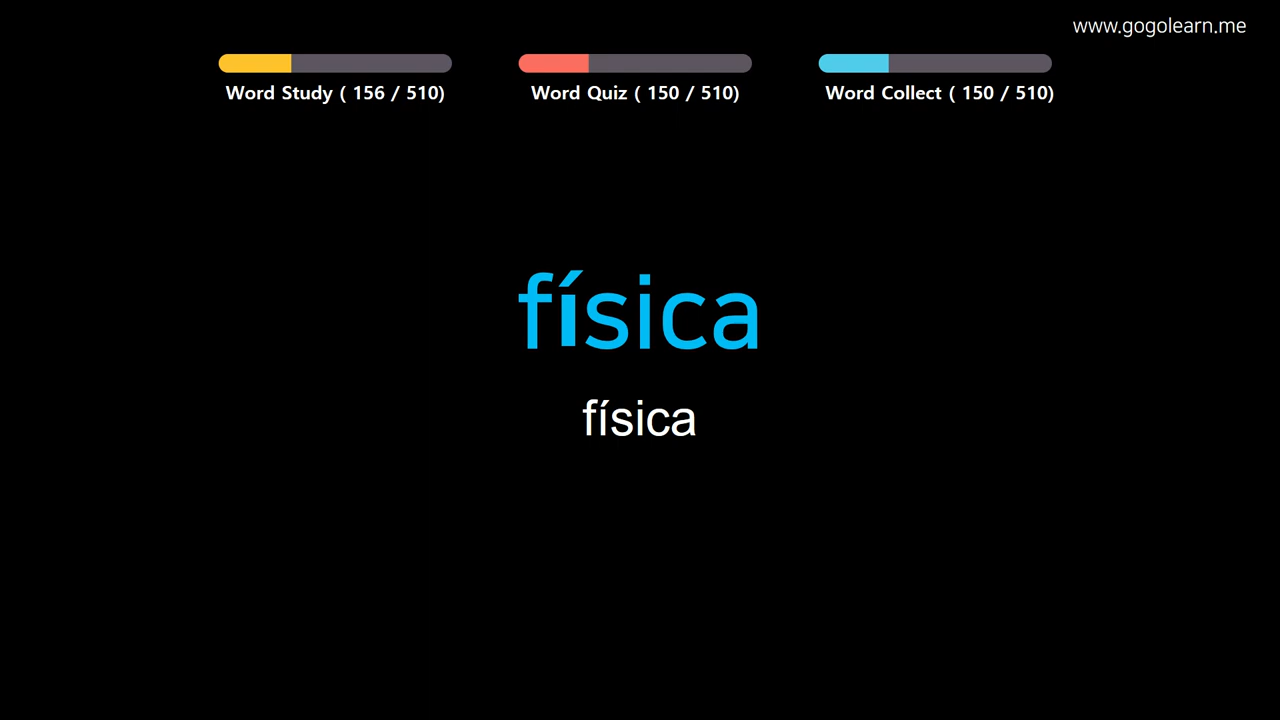 www.gogolearn.me
Word Study ( 156 / 510)
Word Quiz ( 150 / 510)
Word Collect ( 150 / 510)
física
física